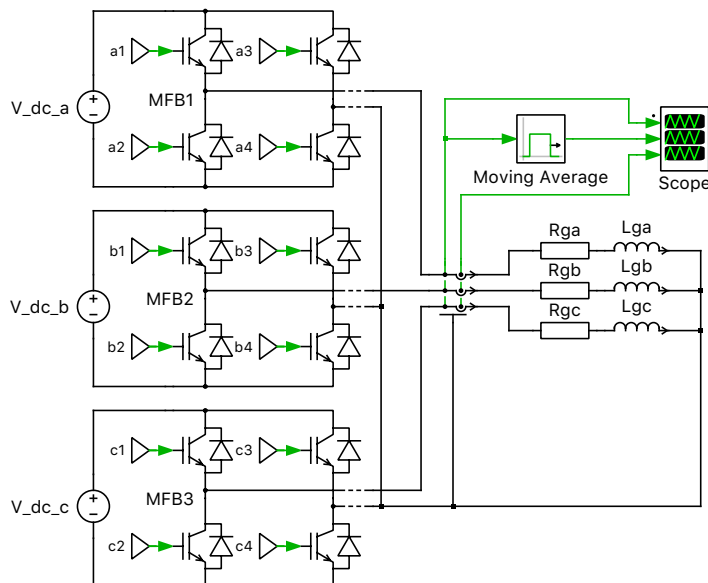 a1
a3
MFB1
V_dc_a
a2
a4
Moving Average
Scope
b1
b3
MFB2
V_dc_b
b2
b4
Rga
Lga
Rgb
Lgb
Rgc
Lgc
c1
c3
MFB3
V_dc_c
c2
c4